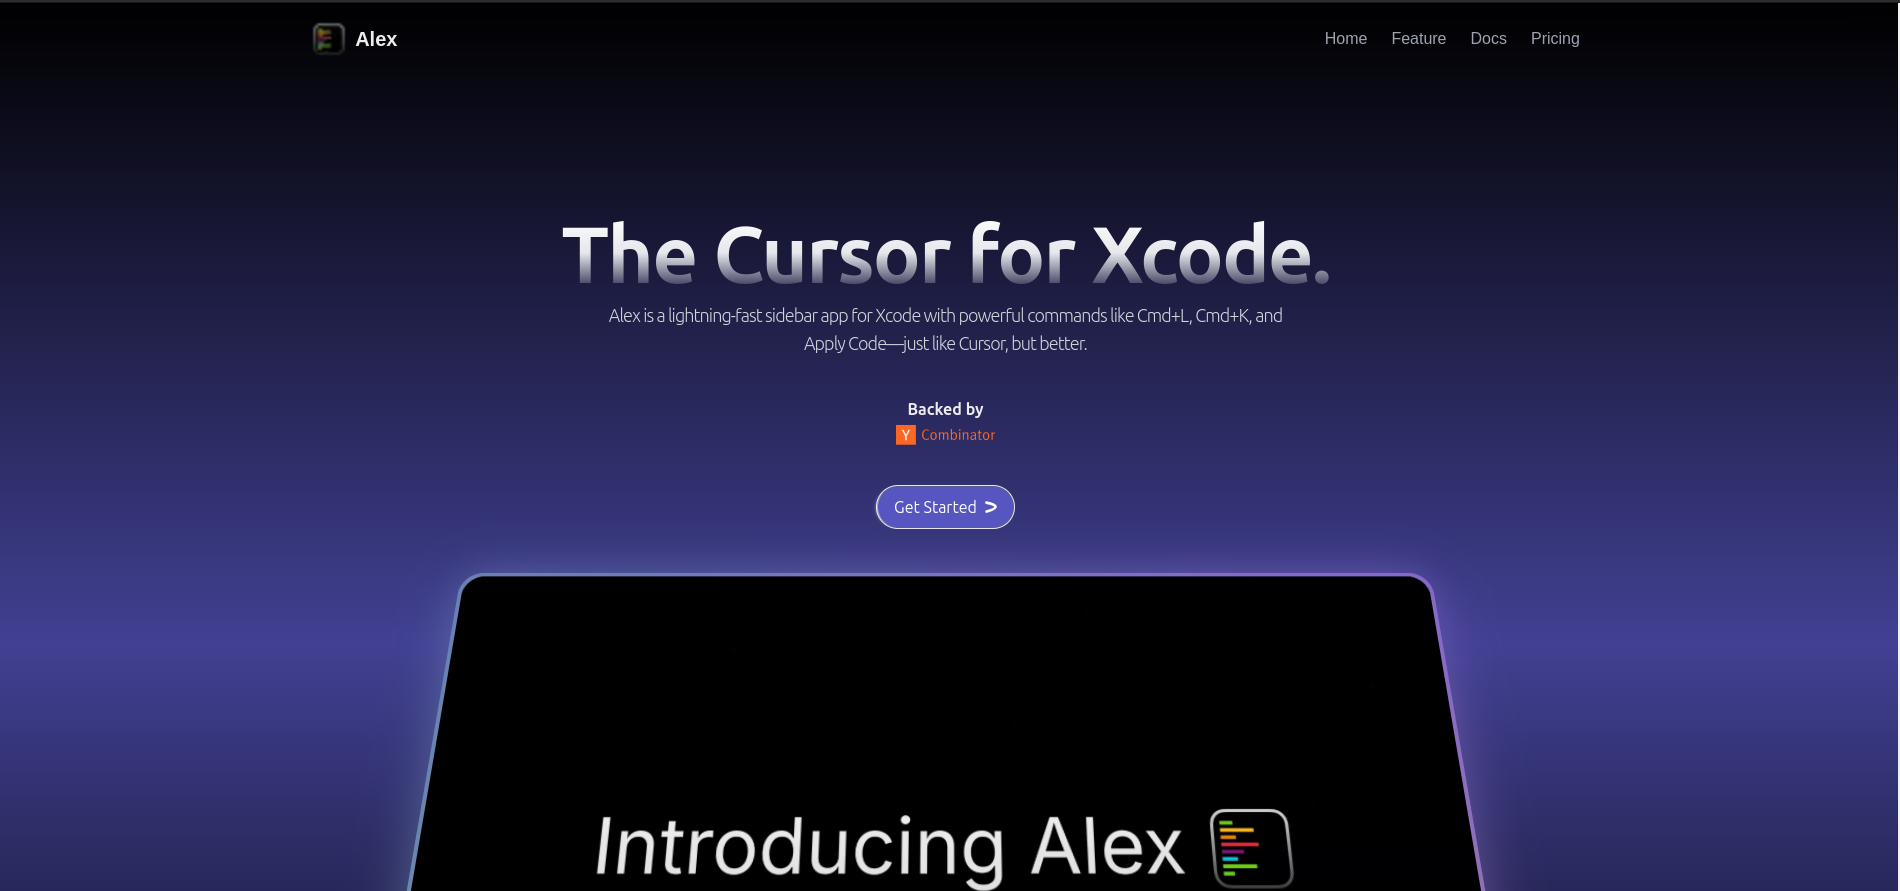 Alex
Home Feature Docs Pricing
The Cursor for Xcode.
Alex is a lightning-fast sidebar app for Xcode with powerful commands like Cmd+L, Cmd+K, and
Apply Code—just like Cursor, but better.
Backed by
Y Combinator
Get Started >
Introducing Alex